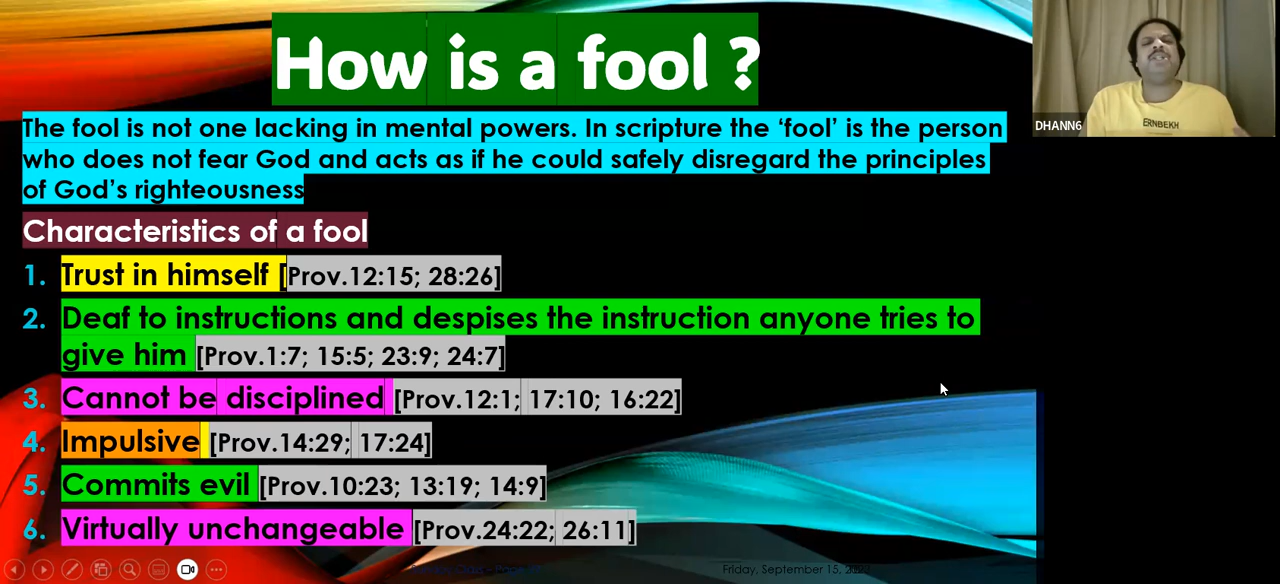 How is a fool ?
The fool is not one lacking in mental powers. In scripture the ‘fool’ is the person
who does not fear God and acts as if he could safely disregard the principles
of God’s righteousness
Characteristics of a fool
1. Trust in himself [Prov.12:15; 28:26]
2. Deaf to instructions and despises the instruction anyone tries to
give him [Prov.1:7; 15:5; 23:9; 24:7]
3. Cannot be disciplined [Prov.12:1; 17:10; 16:22]
4. Impulsive [Prov.14:29; 17:24]
5. Commits evil [Prov.10:23; 13:19; 14:9]
6. Virtually unchangeable [Prov.24:22; 26:11]
DHANN6
ERNBEKH
Friday, September 15,